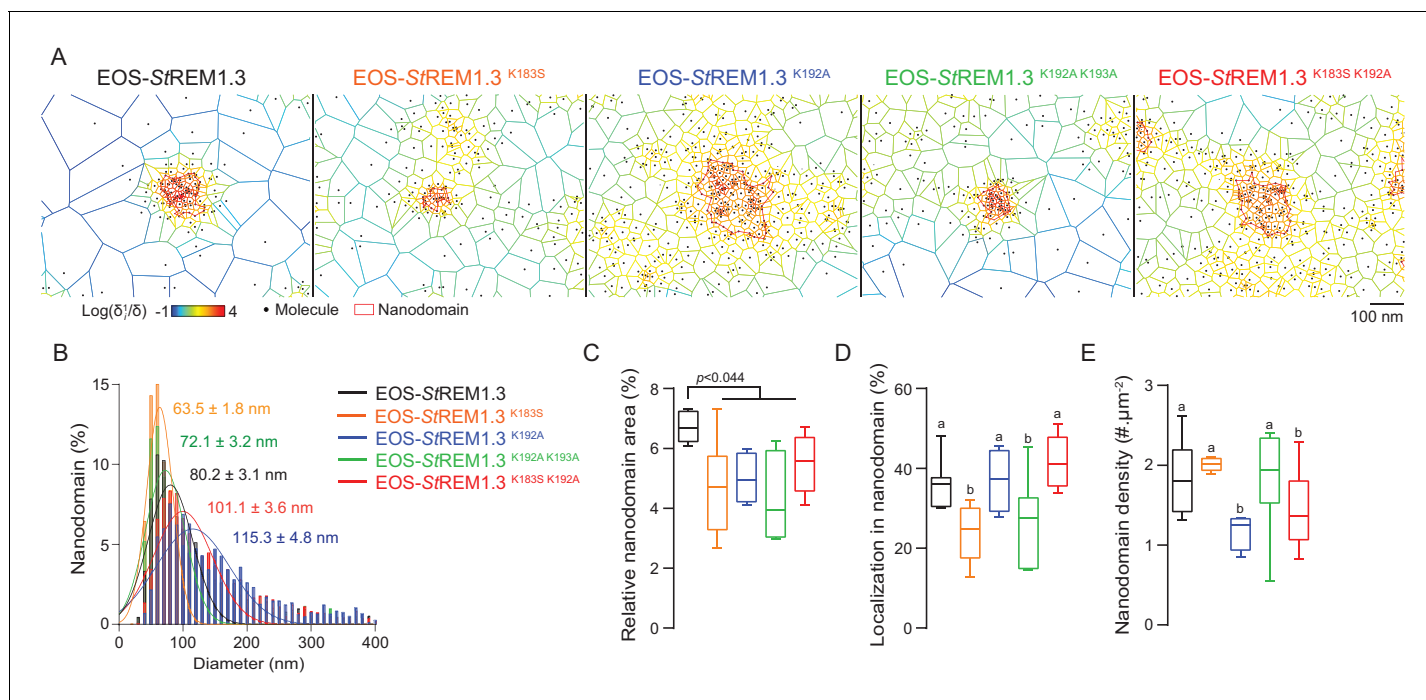 A
EOS-StREM1.3
EOS-StREM1.3 K183S
EOS-StREM1.3 K192A
EOS-StREM1.3 K192A K193A
EOS-StREM1.3 K183S K192A
-1 4 • Molecule Nanodomain
100 nm
B
15
10
5
0
Nanodomain (%)
63.5 ± 1.8 nm
72.1 ± 3.2 nm
80.2 ± 3.1 nm
101.1 ± 3.6 nm
115.3 ± 4.8 nm
0 100 200 300 400
Diameter (nm)
EOS-StREM1.3
EOS-StREM1.3 K183S
EOS-StREM1.3 K192A
EOS-StREM1.3 K192A K193A
EOS-StREM1.3 K183S K192A
C
Relative nanodomain area (%)
8
6
4
2
0
p<0.044
D
Localization in nanodomain (%)
60
40
20
0
a
b
a
b
a
E
Nanodomain density (#.µm⁻²)
3
2
1
0
a
a
b
a
b